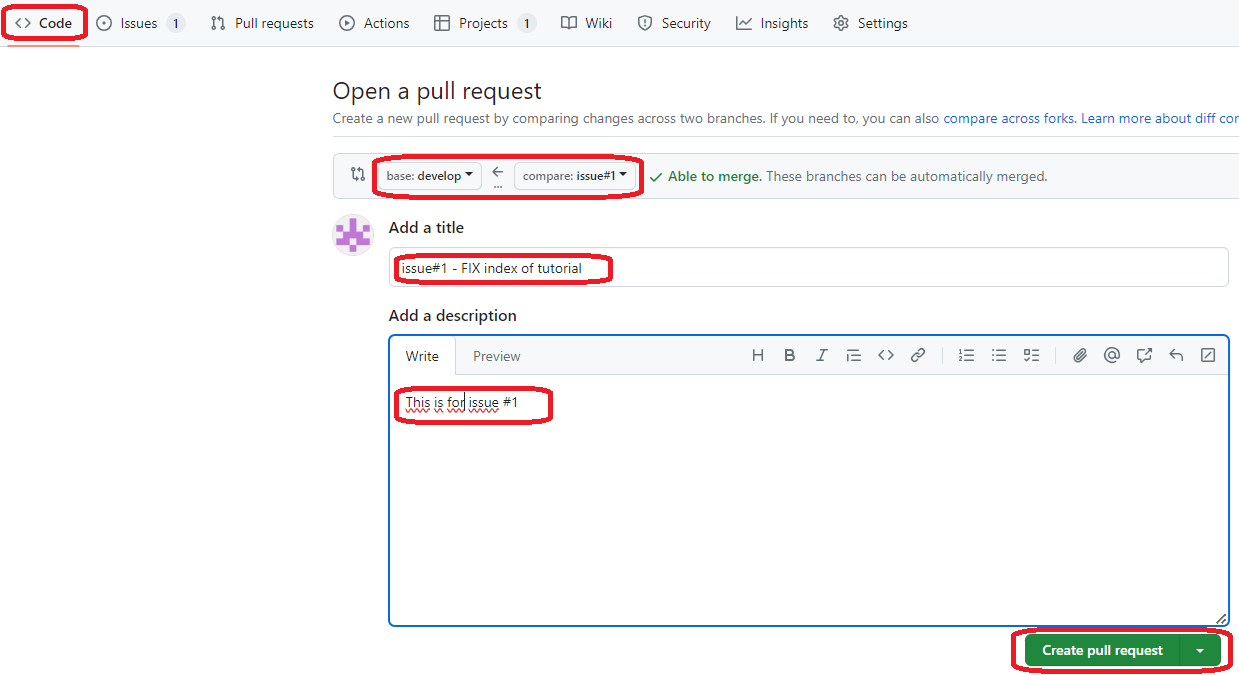 Code Issues 1 Pull requests Actions Projects 1 Wiki Security Insights Settings
Open a pull request
Create a new pull request by comparing changes across two branches. If you need to, you can also compare across forks. Learn more about diff cor
base: develop compare: issue#1 Able to merge. These branches can be automatically merged.
Add a title
issue#1 - FIX index of tutorial
Add a description
Write Preview
This is for issue #1
Create pull request